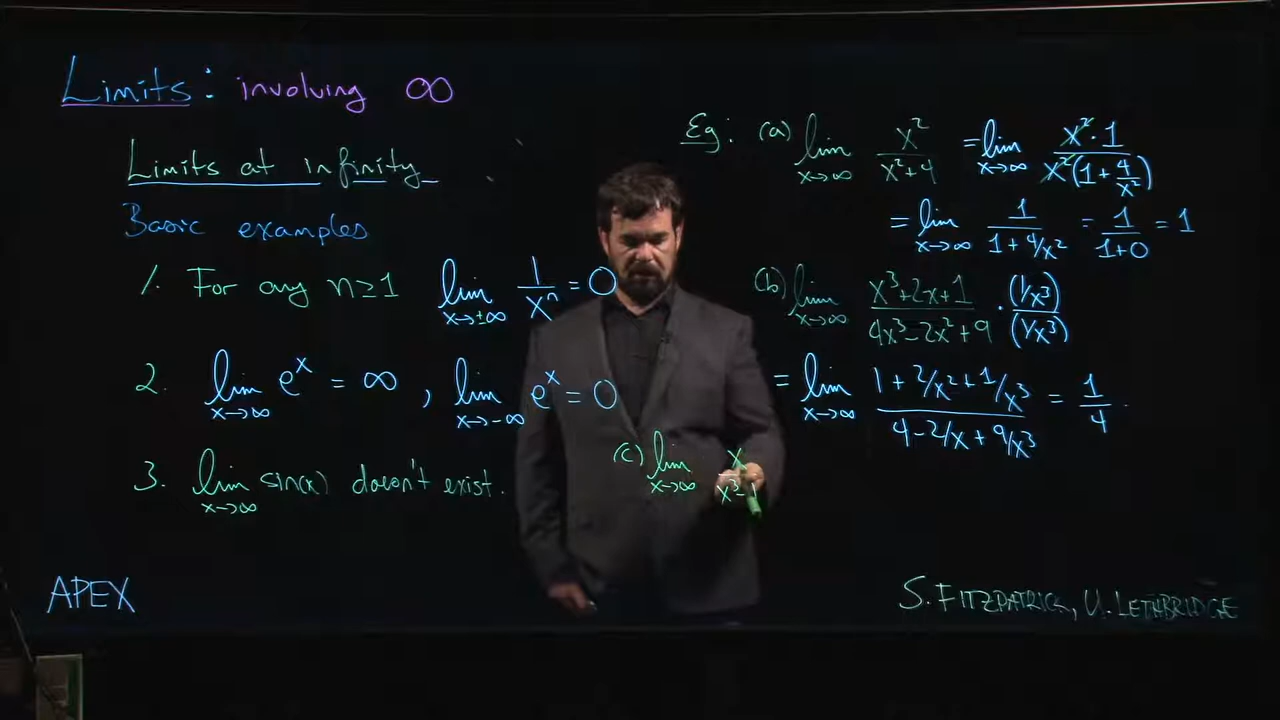 Limits: involving ∞
Limits at infinity
Basic examples
1. For any n≥1 lim x→±∞ 1/xⁿ = 0
2. lim x→∞ eˣ = ∞, lim x→-∞ eˣ = 0
3. lim x→∞ sin(x) doesn't exist.
Eg: (a) lim x→∞ x²/(x²+4) = lim x→∞ x²·1/(x²(1+4/x²))
= lim x→∞ 1/(1+4/x²) = 1/(1+0) = 1
(b) lim x→∞ (x³+2x+1)/(4x³-2x²+9) · (1/x³)/(1/x³)
= lim x→∞ (1+2/x²+1/x³)/(4-2/x+9/x³) = 1/4.
(c) lim x→∞ x/(x³-1
APEX
S. FITZPATRICK, U. LETHBRIDGE